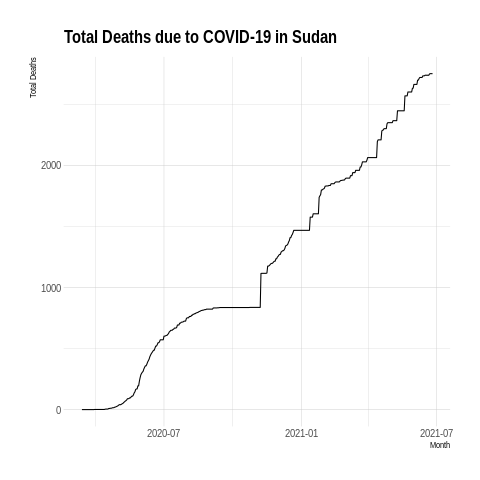 Total Deaths due to COVID-19 in Sudan
Total Deaths
2000
1000
0
2020-07
2021-01
2021-07
Month